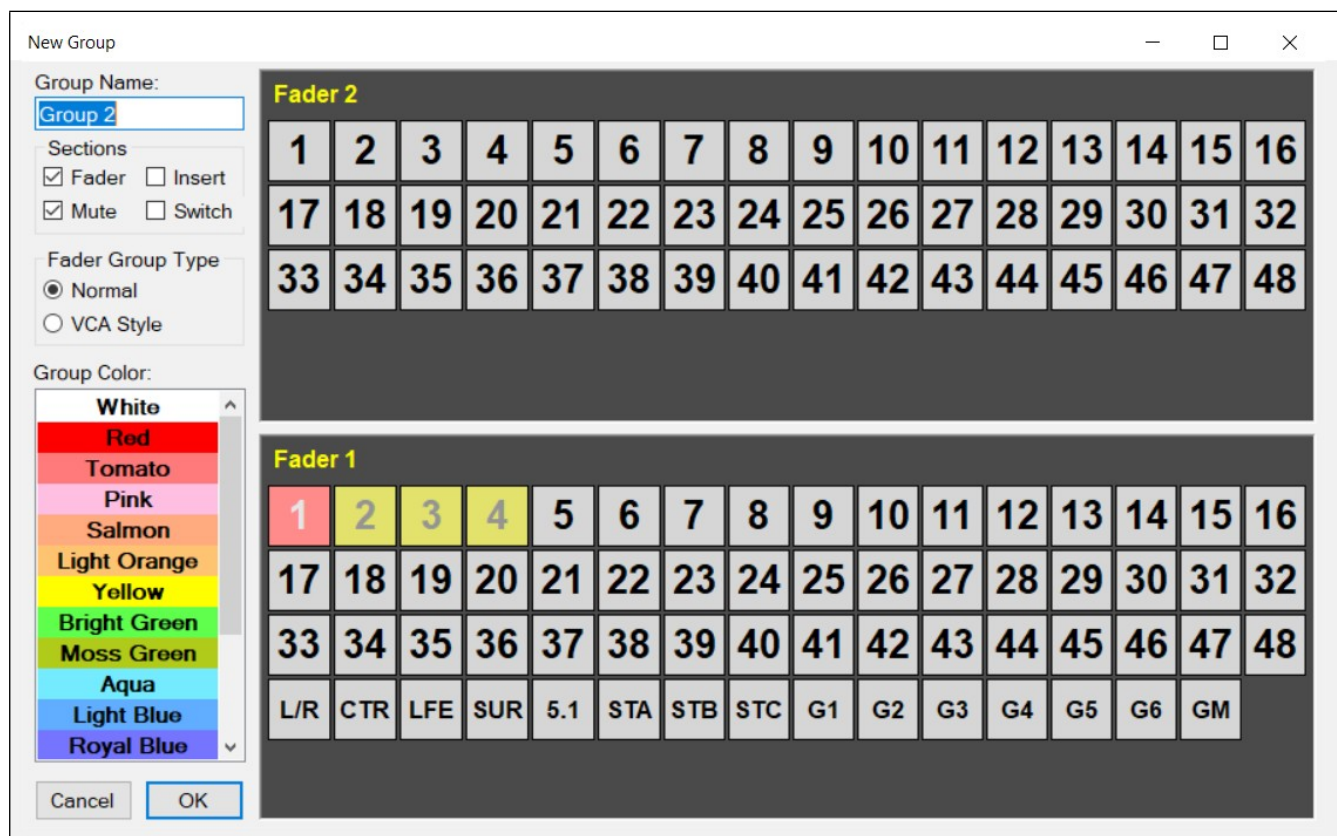 New Group
Group Name:
Group 2
Sections
Fader Insert
Mute Switch
Fader Group Type
Normal
VCA Style
Group Color:
White
Red
Tomato
Pink
Salmon
Light Orange
Yellow
Bright Green
Moss Green
Aqua
Light Blue
Royal Blue
Cancel OK
Fader 2
1 2 3 4 5 6 7 8 9 10 11 12 13 14 15 16
17 18 19 20 21 22 23 24 25 26 27 28 29 30 31 32
33 34 35 36 37 38 39 40 41 42 43 44 45 46 47 48
Fader 1
1 2 3 4 5 6 7 8 9 10 11 12 13 14 15 16
17 18 19 20 21 22 23 24 25 26 27 28 29 30 31 32
33 34 35 36 37 38 39 40 41 42 43 44 45 46 47 48
L/R CTR LFE SUR 5.1 STA STB STC G1 G2 G3 G4 G5 G6 GM